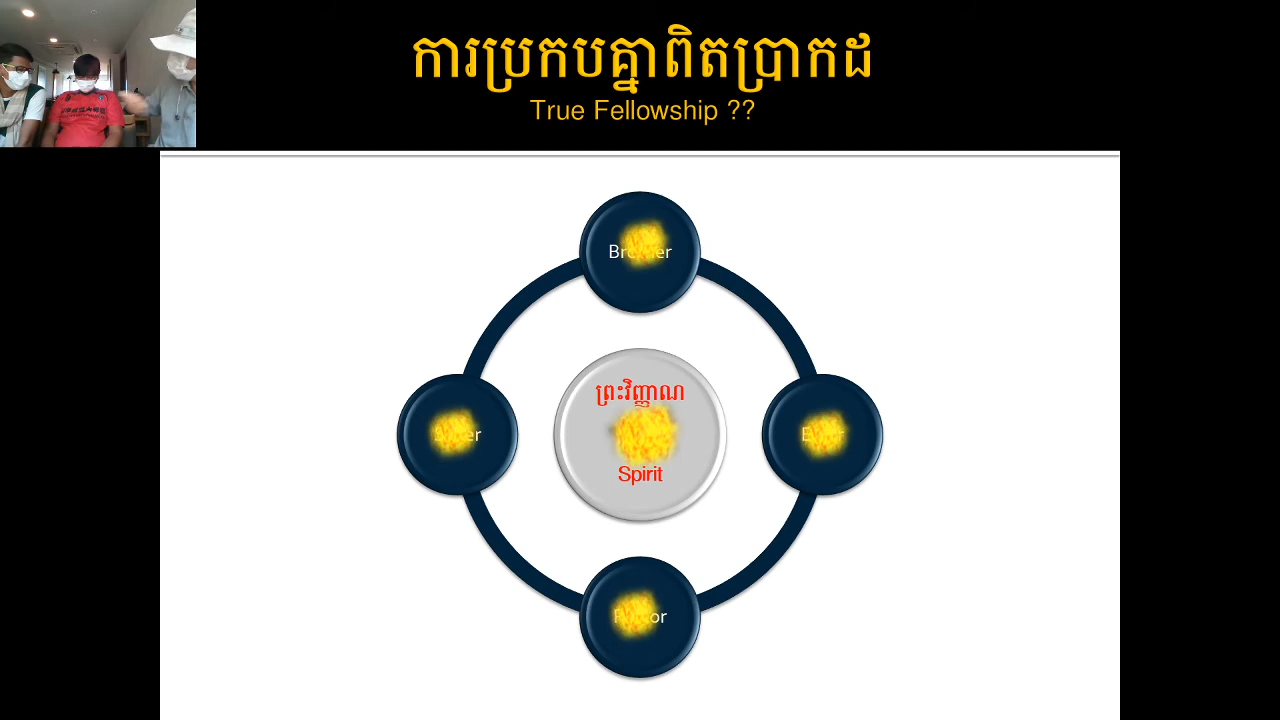 ការប្រកបគ្នាពិតប្រាកដ
True Fellowship ??
Brother
ព្រះវិញ្ញាណ
Spirit